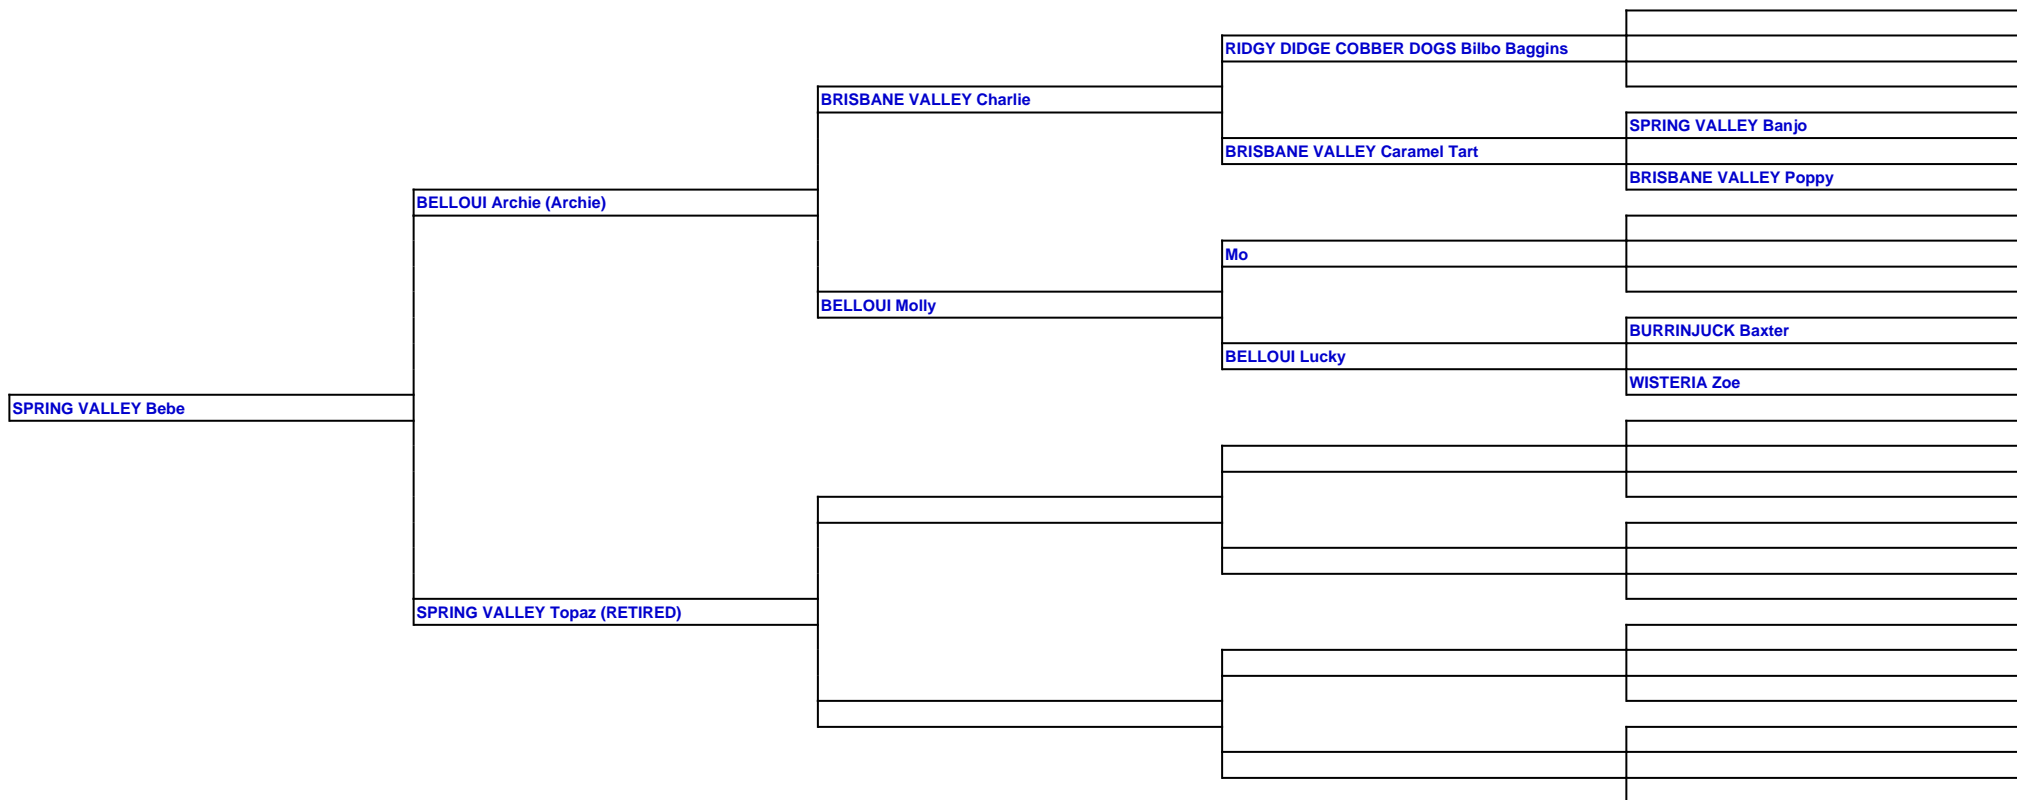 RIDGY DIDGE COBBER DOGS Bilbo Baggins
BRISBANE VALLEY Charlie
SPRING VALLEY Banjo
BRISBANE VALLEY Caramel Tart
BRISBANE VALLEY Poppy
BELLOUI Archie (Archie)
Mo
BELLOUI Molly
BURRINJUCK Baxter
BELLOUI Lucky
WISTERIA Zoe
SPRING VALLEY Bebe
SPRING VALLEY Topaz (RETIRED)